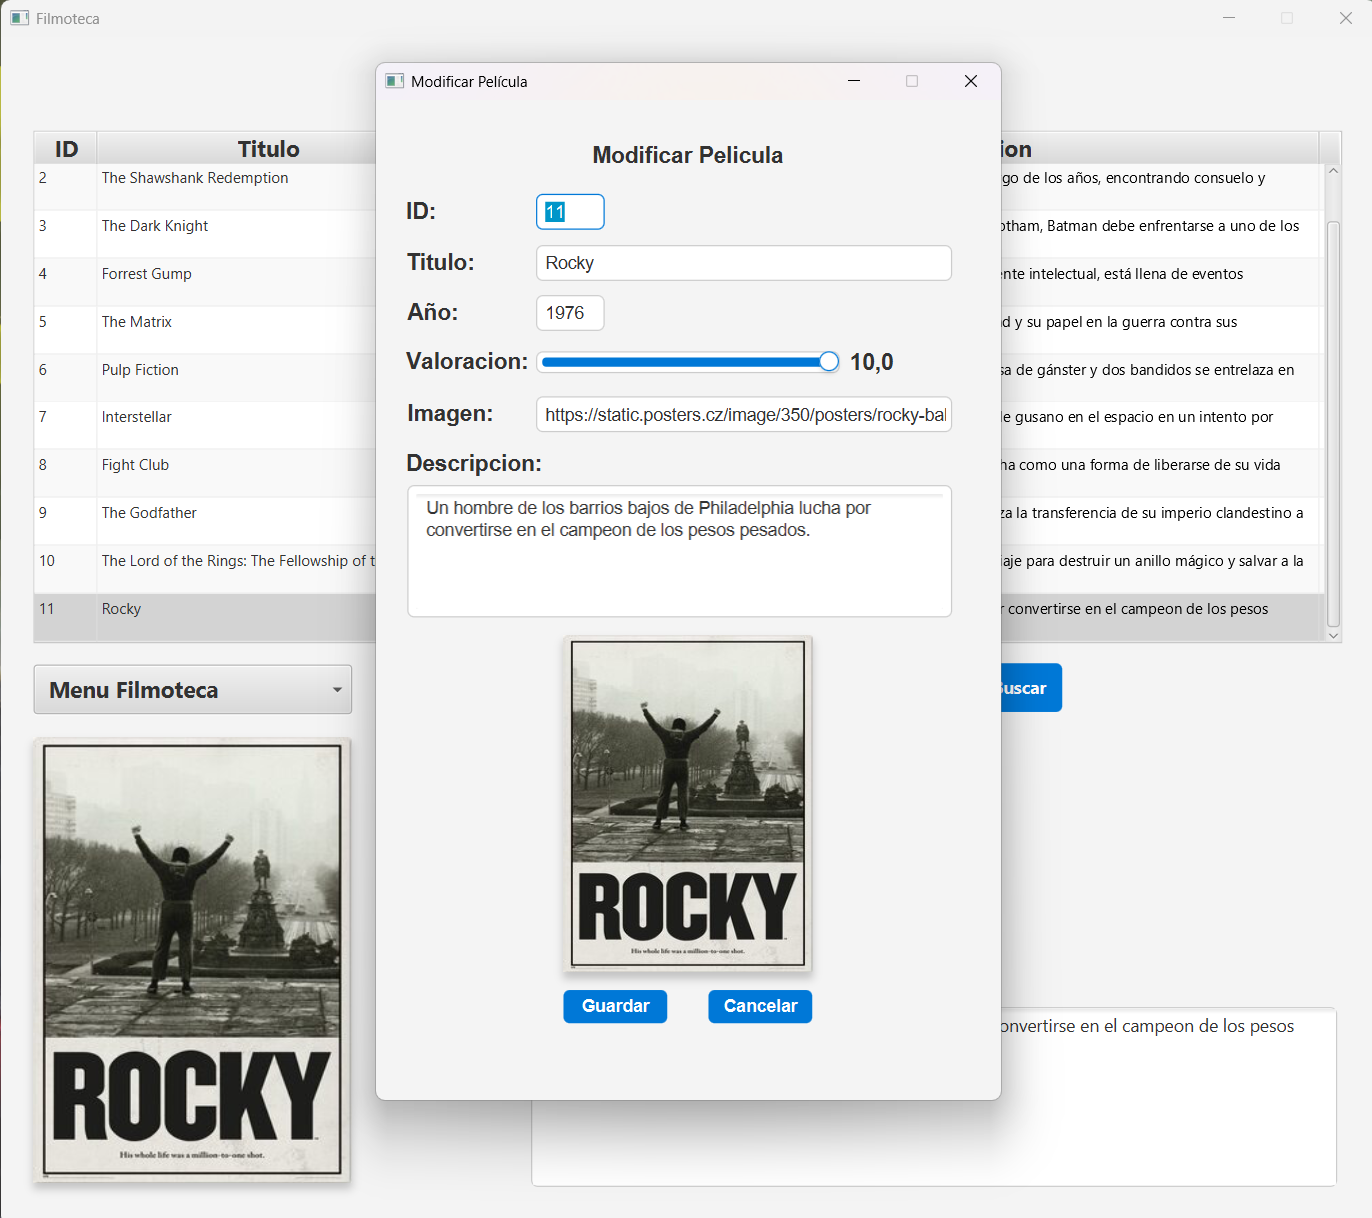 Filmoteca
Modificar Película
Modificar Pelicula
ID: 11
Titulo: Rocky
Año: 1976
Valoracion: 10,0
Imagen: https://static.posters.cz/image/350/posters/rocky-bal
Descripcion:
Un hombre de los barrios bajos de Philadelphia lucha por
convertirse en el campeon de los pesos pesados.
ROCKY
His whole life was a million-to-one shot.
Guardar Cancelar
ID Titulo ion
2 The Shawshank Redemption go de los años, encontrando consuelo y
3 The Dark Knight otham, Batman debe enfrentarse a uno de los
4 Forrest Gump nte intelectual, está llena de eventos
5 The Matrix d y su papel en la guerra contra sus
6 Pulp Fiction sa de gánster y dos bandidos se entrelaza en
7 Interstellar le gusano en el espacio en un intento por
8 Fight Club ha como una forma de liberarse de su vida
9 The Godfather za la transferencia de su imperio clandestino a
10 The Lord of the Rings: The Fellowship of t aje para destruir un anillo mágico y salvar a la
11 Rocky r convertirse en el campeon de los pesos
Menu Filmoteca
uscar
ROCKY
His whole life was a million-to-one shot.
onvertirse en el campeon de los pesos